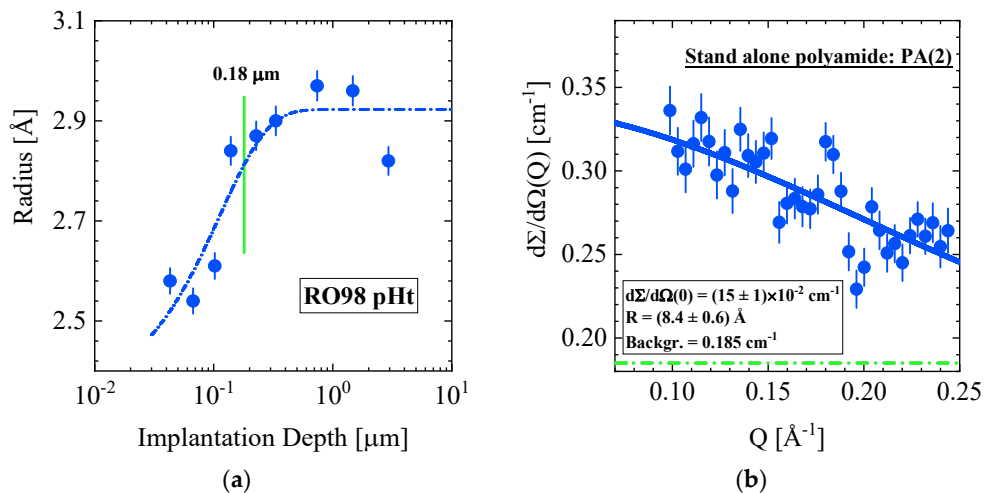 3.1
2.9
2.7
2.5
Radius [Å]
0.18 µm
RO98 pHt
10⁻²
10⁻¹
10⁰
10¹
Implantation Depth [µm]
(a)
0.35
0.30
0.25
0.20
dΣ/dΩ(Q) [cm⁻¹]
Stand alone polyamide: PA(2)
dΣ/dΩ(0) = (15 ± 1)×10⁻² cm⁻¹
R = (8.4 ± 0.6) Å
Backgr. = 0.185 cm⁻¹
0.10
0.15
0.20
0.25
Q [Å⁻¹]
(b)